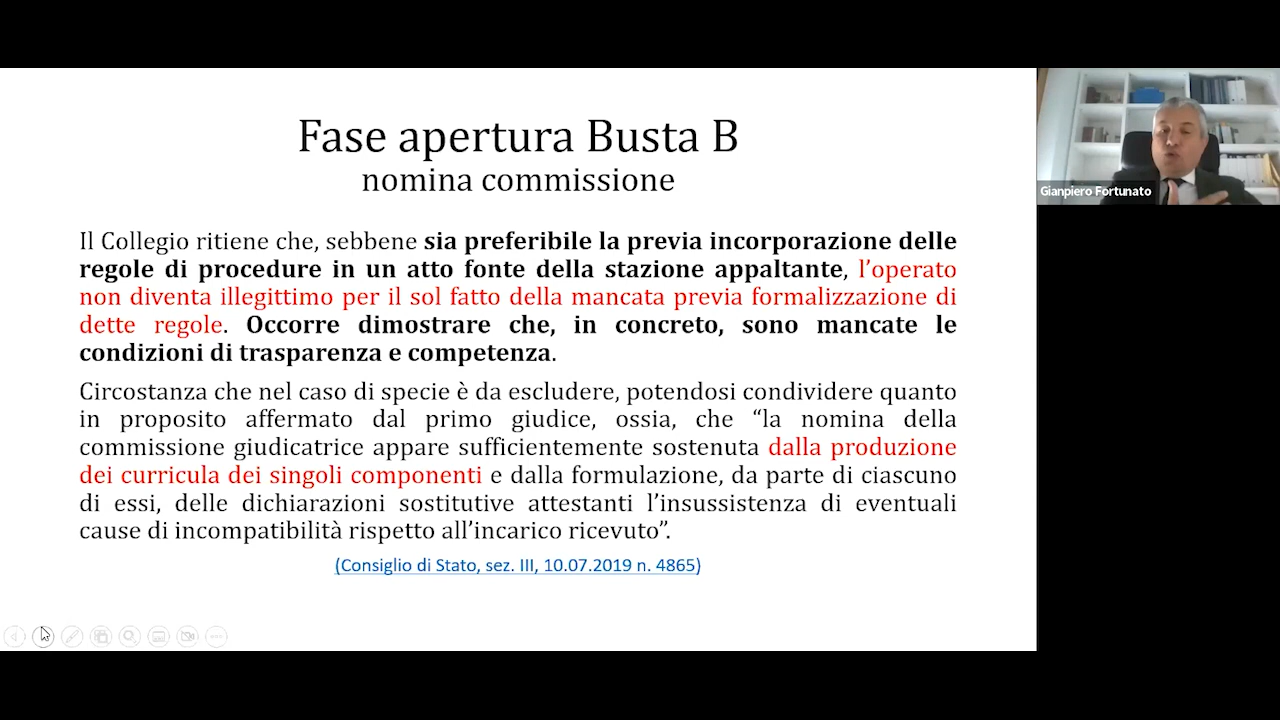 Fase apertura Busta B
nomina commissione
Il Collegio ritiene che, sebbene sia preferibile la previa incorporazione delle
regole di procedure in un atto fonte della stazione appaltante, l’operato
non diventa illegittimo per il sol fatto della mancata previa formalizzazione di
dette regole. Occorre dimostrare che, in concreto, sono mancate le
condizioni di trasparenza e competenza.
Circostanza che nel caso di specie è da escludere, potendosi condividere quanto
in proposito affermato dal primo giudice, ossia, che “la nomina della
commissione giudicatrice appare sufficientemente sostenuta dalla produzione
dei curricula dei singoli componenti e dalla formulazione, da parte di ciascuno
di essi, delle dichiarazioni sostitutive attestanti l’insussistenza di eventuali
cause di incompatibilità rispetto all’incarico ricevuto”.
(Consiglio di Stato, sez. III, 10.07.2019 n. 4865)
Gianpiero Fortunato